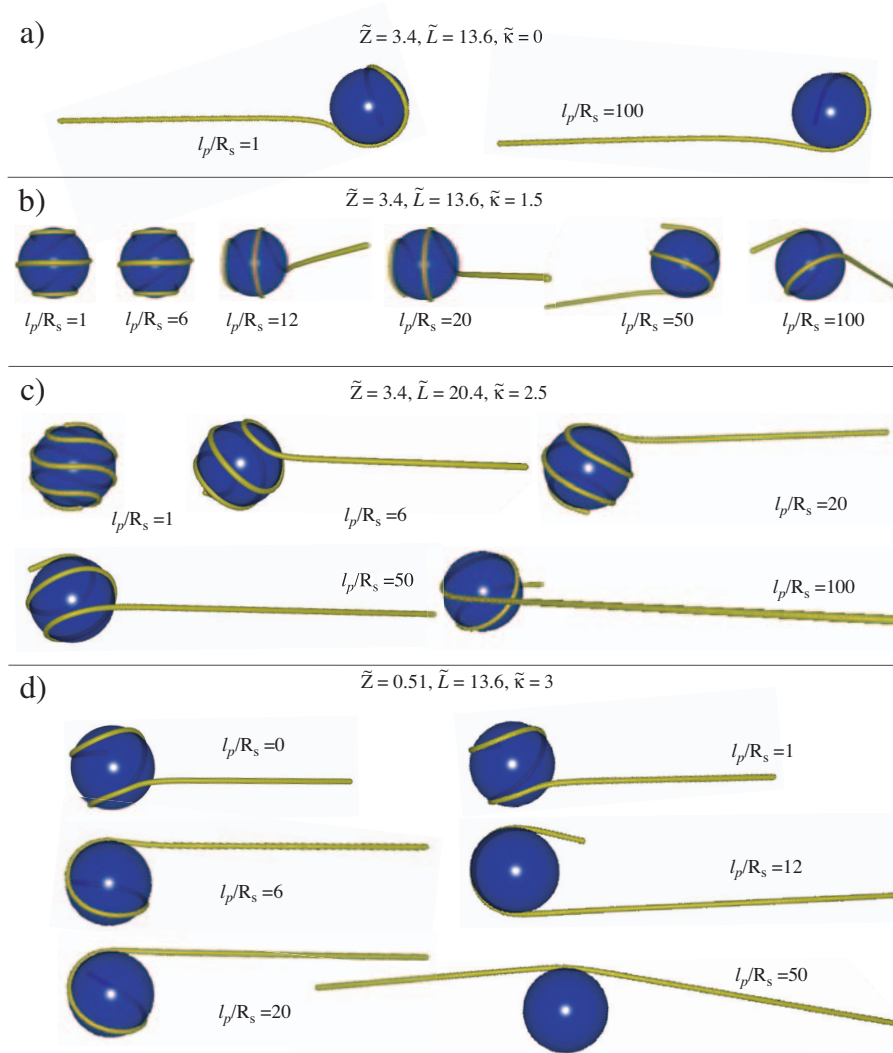 a)
Z̃ = 3.4, L̃ = 13.6, κ̃ = 0
l_p/R_s =1
l_p/R_s =100
b)
Z̃ = 3.4, L̃ = 13.6, κ̃ = 1.5
l_p/R_s =1 l_p/R_s =6 l_p/R_s =12 l_p/R_s =20 l_p/R_s =50 l_p/R_s =100
c)
Z̃ = 3.4, L̃ = 20.4, κ̃ = 2.5
l_p/R_s =1
l_p/R_s =6
l_p/R_s =20
l_p/R_s =50
l_p/R_s =100
d)
Z̃ = 0.51, L̃ = 13.6, κ̃ = 3
l_p/R_s =0
l_p/R_s =1
l_p/R_s =6
l_p/R_s =12
l_p/R_s =20
l_p/R_s =50